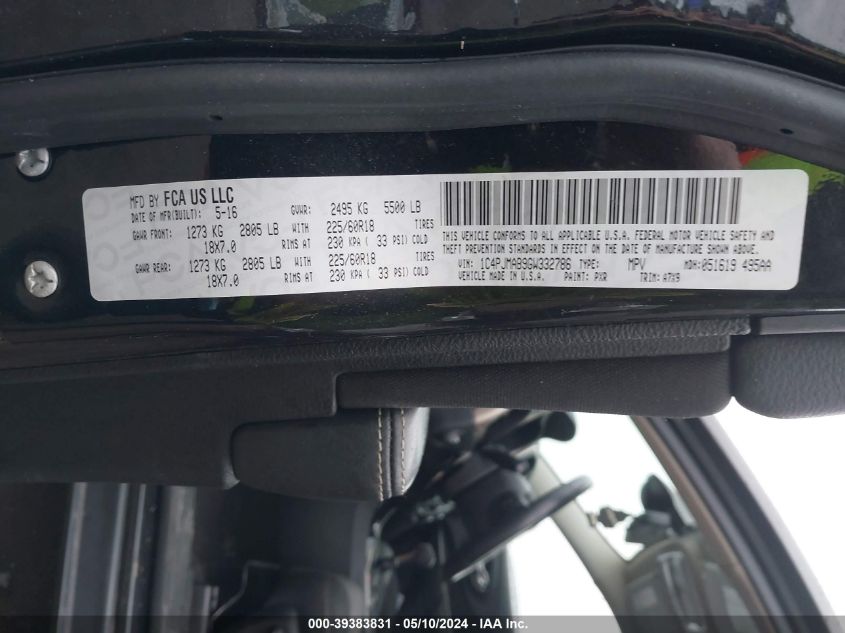 MFD BY FCA US LLC
DATE OF MFR(BUILT): 5-16 GVWR: 2495 KG 5500 LB
GAWR FRONT: 1273 KG 2805 LB WITH 225/60R18 TIRES
18X7.0 RIMS AT 230 KPA ( 33 PSI) COLD
GAWR REAR: 1273 KG 2805 LB WITH 225/60R18 TIRES
18X7.0 RIMS AT 230 KPA ( 33 PSI) COLD
THIS VEHICLE CONFORMS TO ALL APPLICABLE U.S.A. FEDERAL MOTOR VEHICLE SAFETY AND
THEFT PREVENTION STANDARDS IN EFFECT ON THE DATE OF MANUFACTURE SHOWN ABOVE.
VIN: 1C4PJMAB9GW332786 TYPE: MPV MDH: 051619 495AA
VEHICLE MADE IN U.S.A. PAINT: PXR TRIM: A7X9
000-39383831 - 05/10/2024 - IAA Inc.